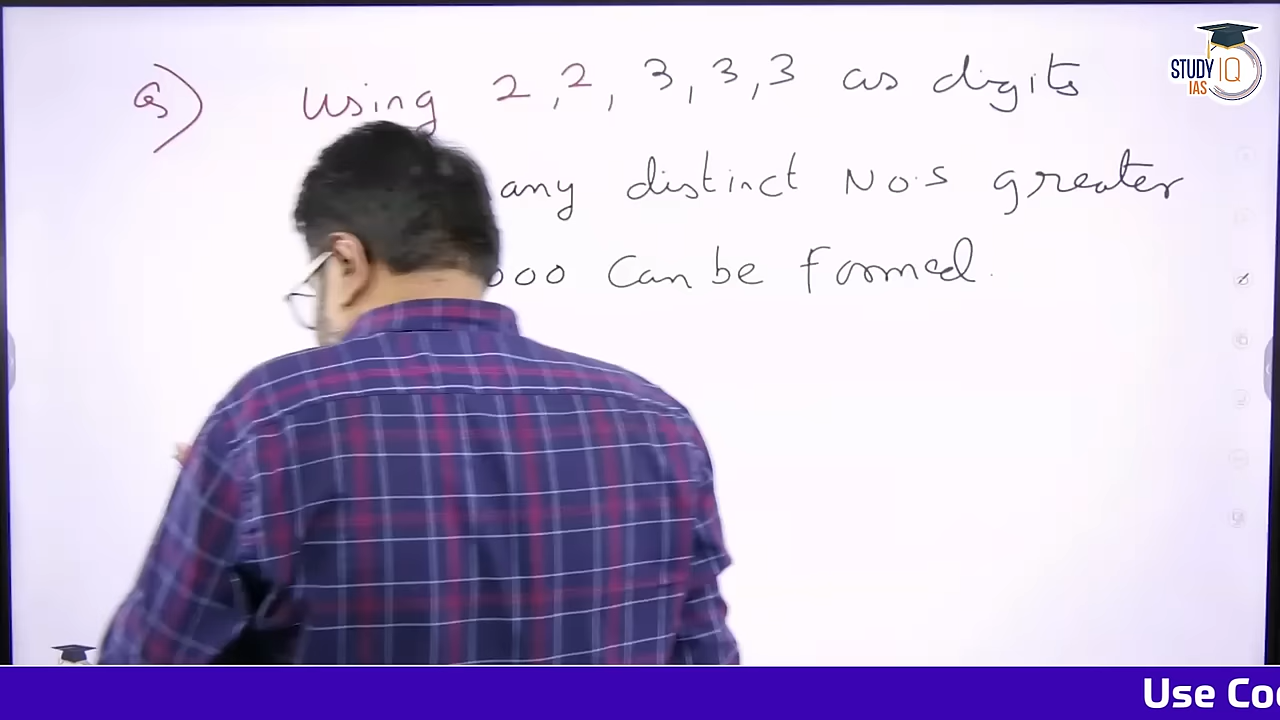 Q) Using 2, 2, 3, 3, 3 as digits
any distinct No.s greater
000 Can be formed.
STUDY IQ
IAS
Use